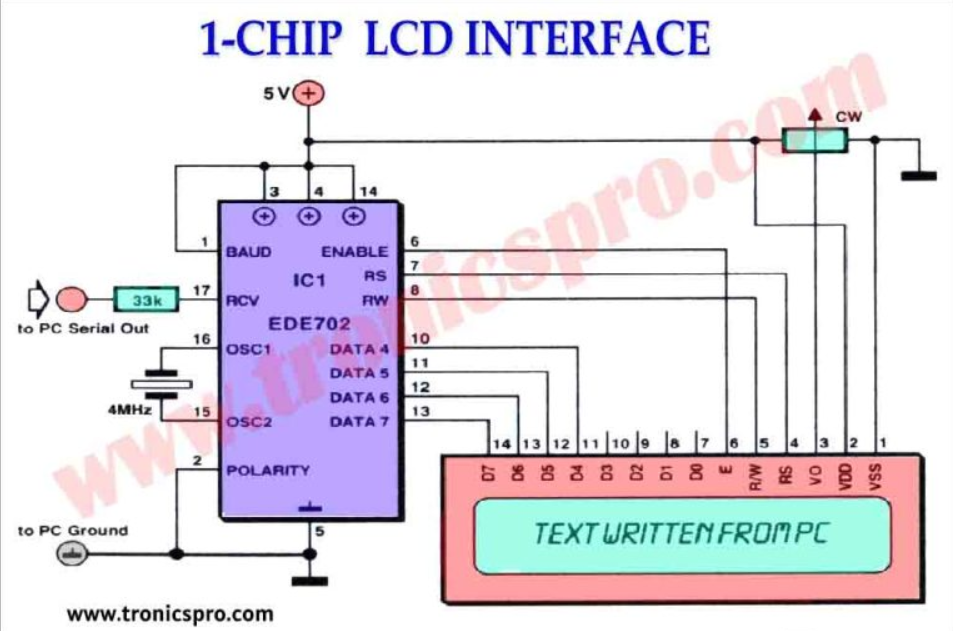 1-CHIP LCD INTERFACE
5 V
CW
3 4 14
1 BAUD ENABLE 6
IC1
RS 7
33k 17 RCV RW 8
to PC Serial Out
EDE702
16 OSC1 DATA 4 10
DATA 5 11
4MHz
DATA 6 12
15 OSC2 DATA 7 13
2 POLARITY
14 13 12 11 10 9 8 7 6 5 4 3 2 1
D7 D6 D5 D4 D3 D2 D1 D0 E R/W RS VO VDD VSS
to PC Ground
5
TEXT WRITTEN FROM PC
www.tronicspro.com
www.tronicspro.com